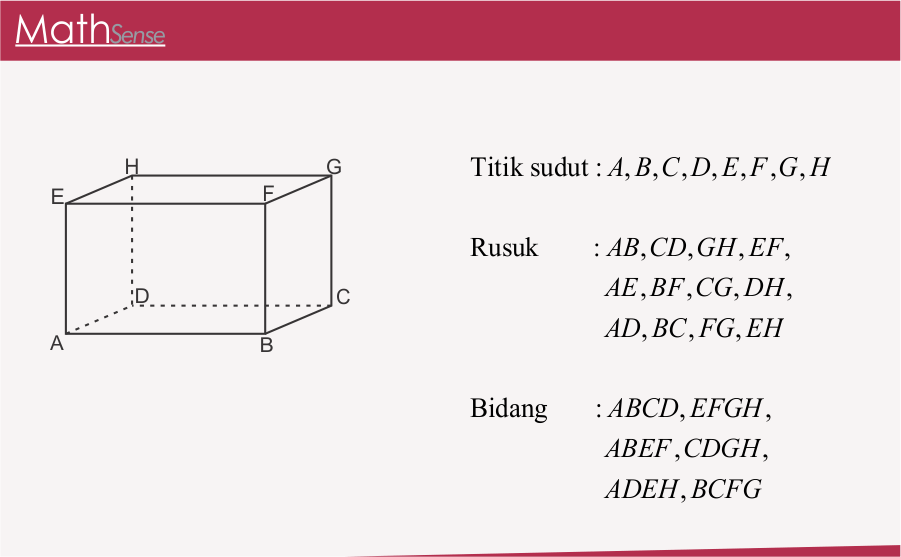 MathSense
H
G
E
F
D
C
A
B
Titik sudut : A, B, C, D, E, F, G, H
Rusuk : AB, CD, GH, EF,
AE, BF, CG, DH,
AD, BC, FG, EH
Bidang : ABCD, EFGH,
ABEF, CDGH,
ADEH, BCFG